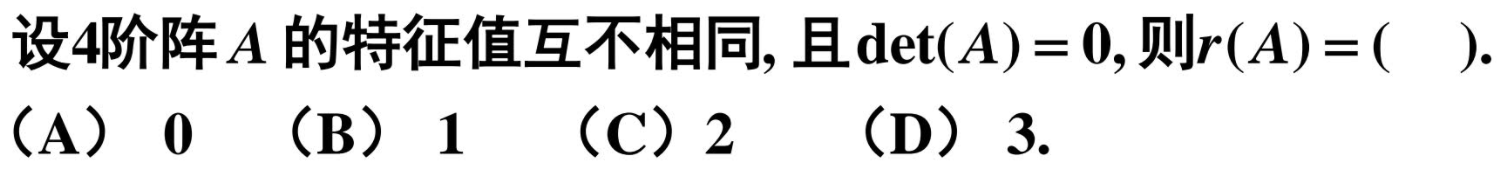 设4阶阵A的特征值互不相同, 且det(A) = 0, 则r(A) = (    ).
（A） 0 （B） 1 （C） 2 （D） 3.